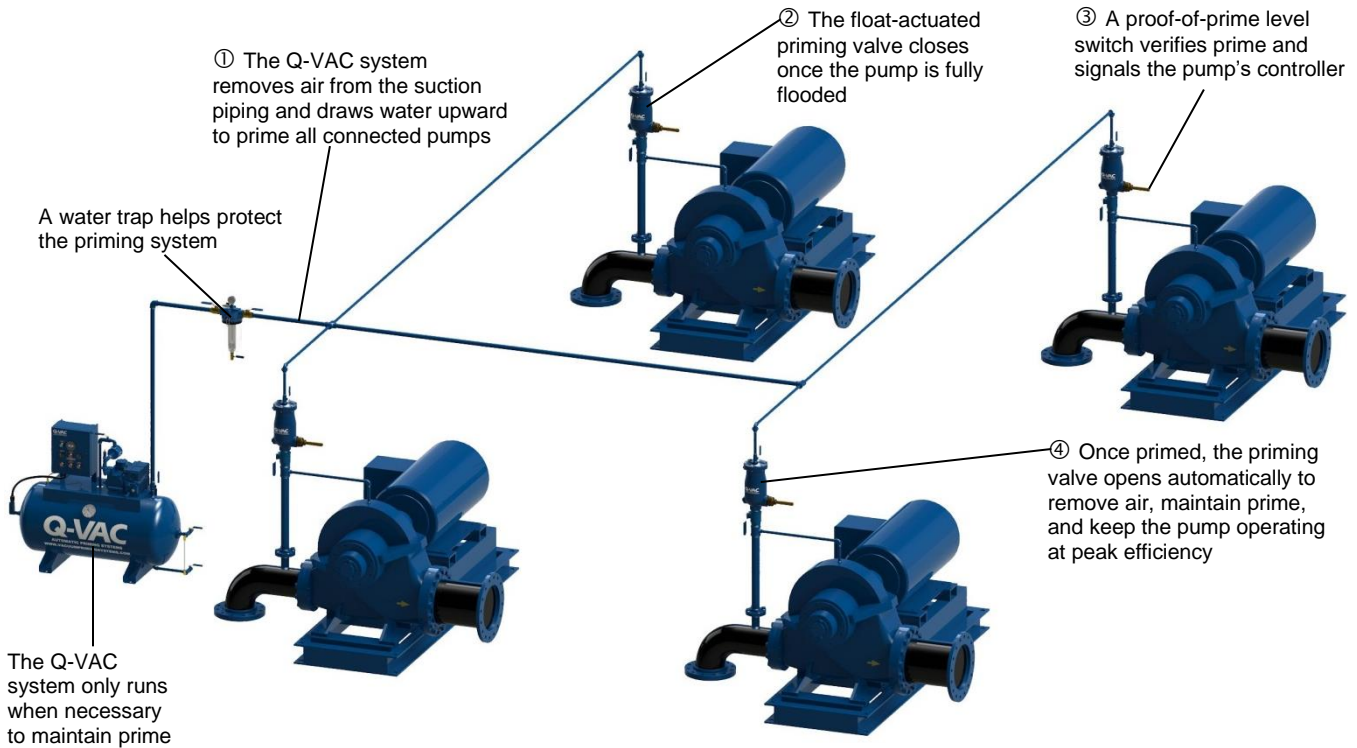 ① The Q-VAC system
removes air from the suction
piping and draws water upward
to prime all connected pumps
② The float-actuated
priming valve closes
once the pump is fully
flooded
③ A proof-of-prime level
switch verifies prime and
signals the pump's controller
A water trap helps protect
the priming system
④ Once primed, the priming
valve opens automatically to
remove air, maintain prime,
and keep the pump operating
at peak efficiency
Q-VAC
AUTOMATIC PRIMING SYSTEMS
The Q-VAC
system only runs
when necessary
to maintain prime